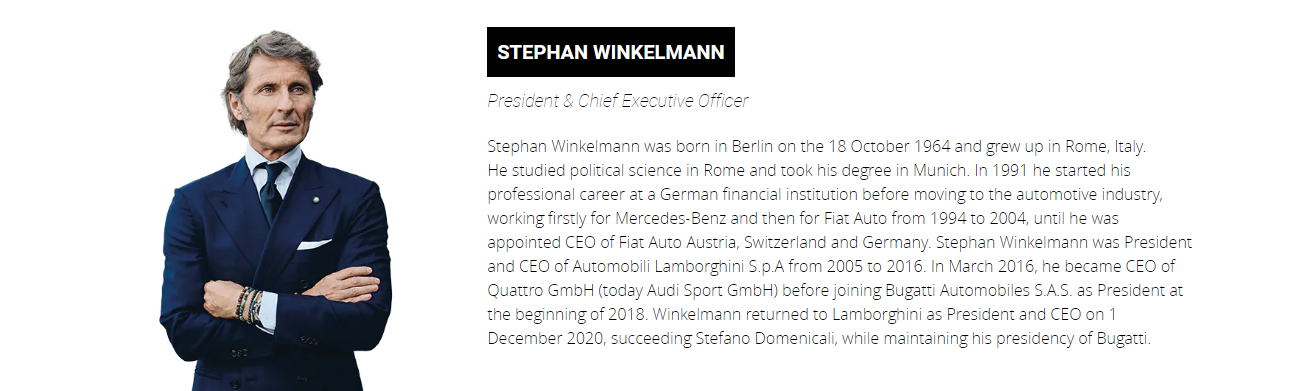 STEPHAN WINKELMANN
President & Chief Executive Officer
Stephan Winkelmann was born in Berlin on the 18 October 1964 and grew up in Rome, Italy.
He studied political science in Rome and took his degree in Munich. In 1991 he started his
professional career at a German financial institution before moving to the automotive industry,
working firstly for Mercedes-Benz and then for Fiat Auto from 1994 to 2004, until he was
appointed CEO of Fiat Auto Austria, Switzerland and Germany. Stephan Winkelmann was President
and CEO of Automobili Lamborghini S.p.A from 2005 to 2016. In March 2016, he became CEO of
Quattro GmbH (today Audi Sport GmbH) before joining Bugatti Automobiles S.A.S. as President at
the beginning of 2018. Winkelmann returned to Lamborghini as President and CEO on 1
December 2020, succeeding Stefano Domenicali, while maintaining his presidency of Bugatti.